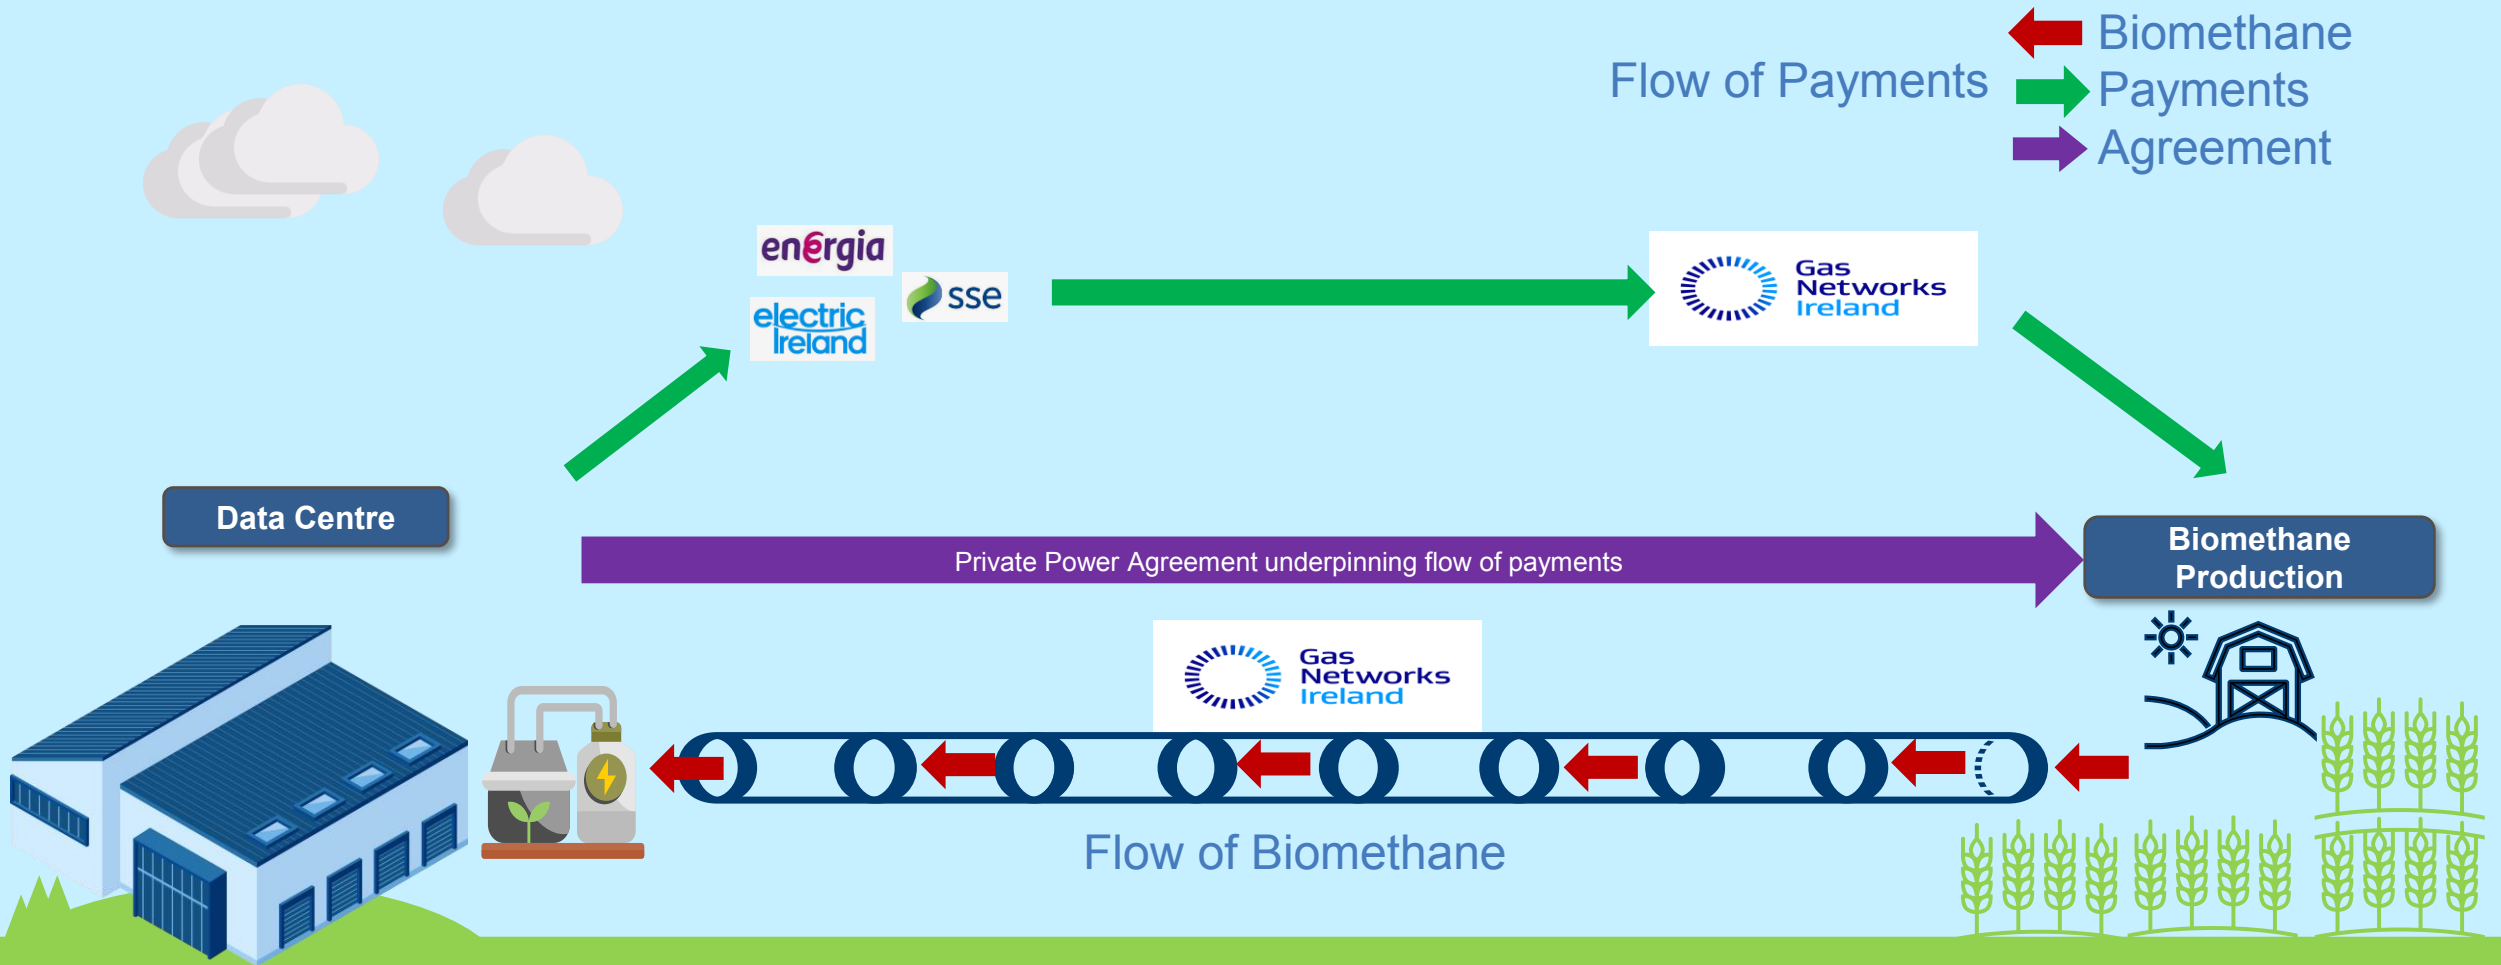 Biomethane
Flow of Payments
Payments
Agreement
energia
sse
electric
Ireland
Gas
Networks
Ireland
Data Centre
Private Power Agreement underpinning flow of payments
Biomethane
Production
Gas
Networks
Ireland
Flow of Biomethane